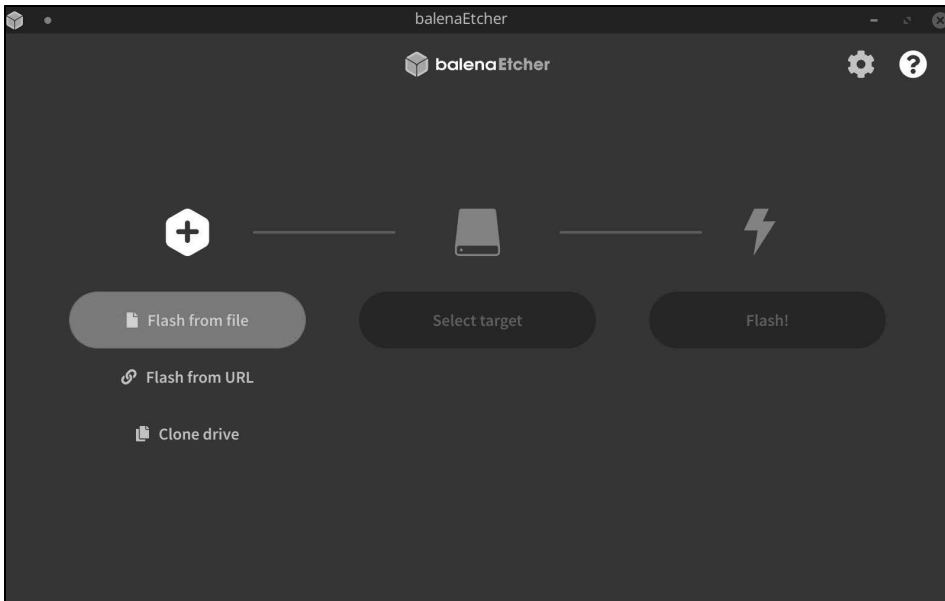 balenaEtcher
balenaEtcher
Flash from file
Select target
Flash!
Flash from URL
Clone drive